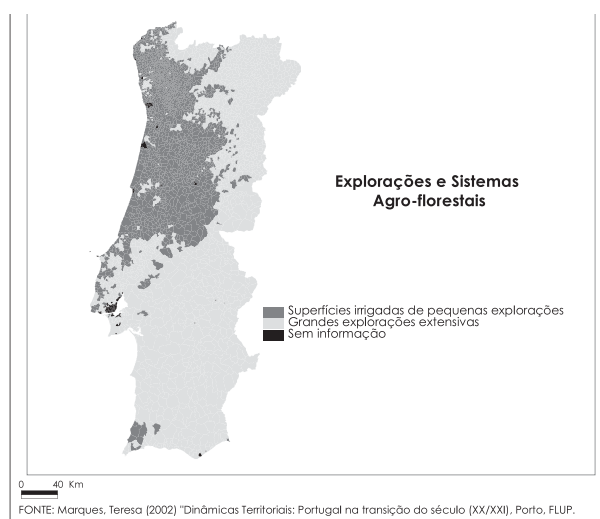 Explorações e Sistemas
Agro-florestais
Superfícies irrigadas de pequenas explorações
Grandes explorações extensivas
Sem informação
0 40 Km
FONTE: Marques, Teresa (2002) "Dinâmicas Territoriais: Portugal na transição do século (XX/XXI), Porto, FLUP.